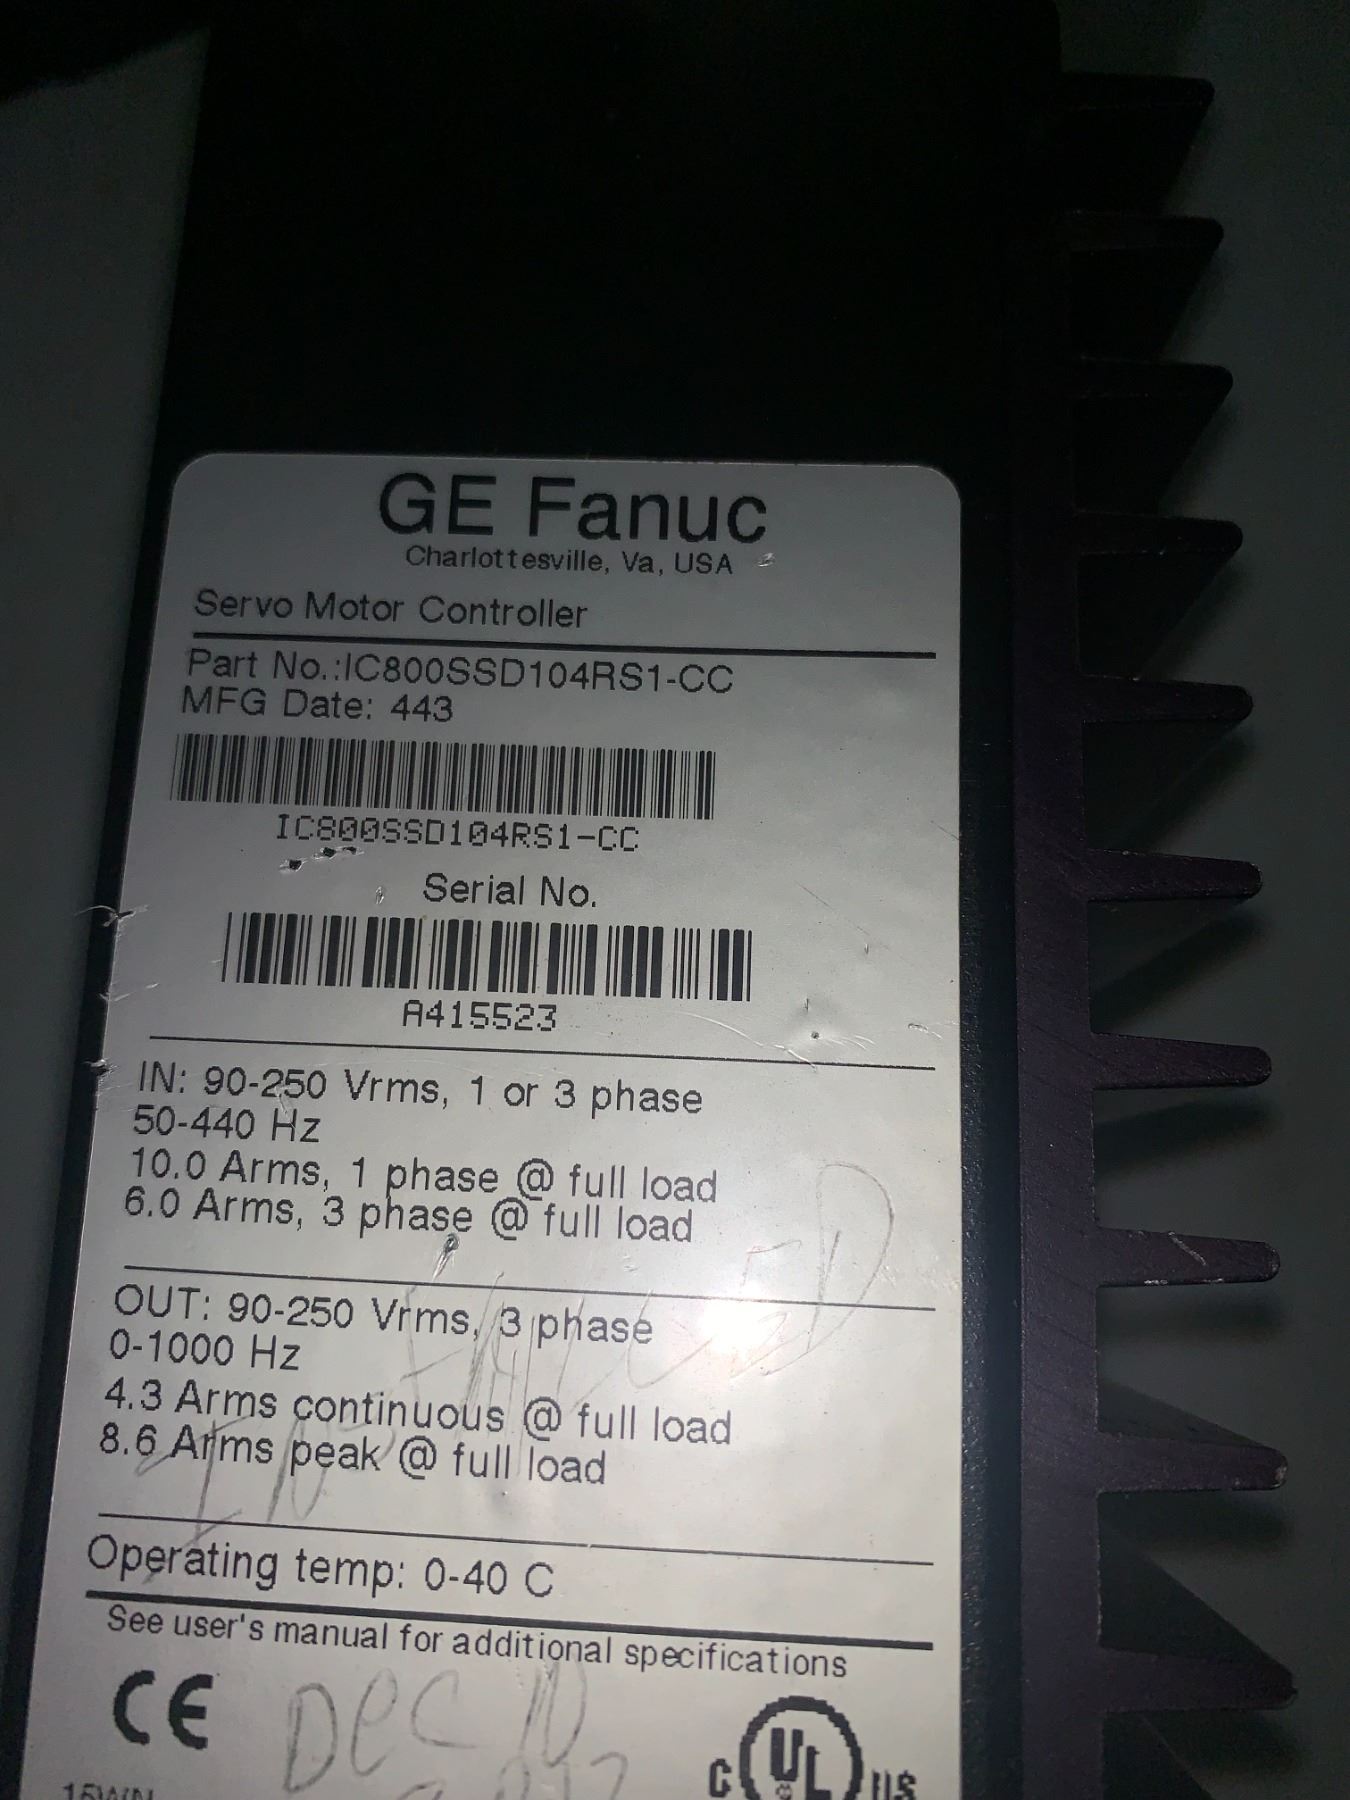 GE Fanuc
Charlottesville, Va, USA
Servo Motor Controller
Part No.:IC800SSD104RS1-CC
MFG Date: 443
IC800SSD104RS1-CC
Serial No.
A415523
IN: 90-250 Vrms, 1 or 3 phase
50-440 Hz
10.0 Arms, 1 phase @ full load
6.0 Arms, 3 phase @ full load
OUT: 90-250 Vrms, 3 phase
0-1000 Hz
4.3 Arms continuous @ full load
8.6 Arms peak @ full load
Operating temp: 0-40 C
See user's manual for additional specifications
CE
Dec 10
C UL US